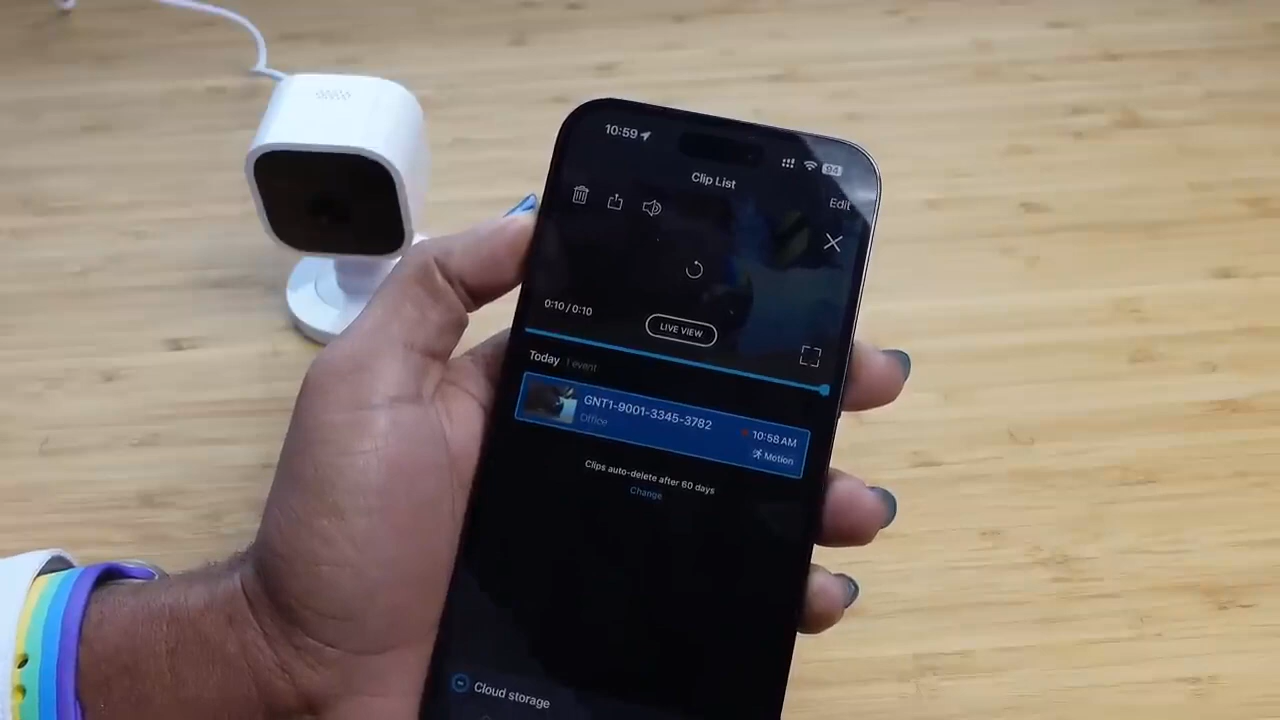 10:59
94
Clip List
Edit
0:10 / 0:10
LIVE VIEW
Today 1 event
GNT1-9001-3345-3782
Office
10:58 AM
Motion
Clips auto-delete after 60 days
Change
Cloud storage